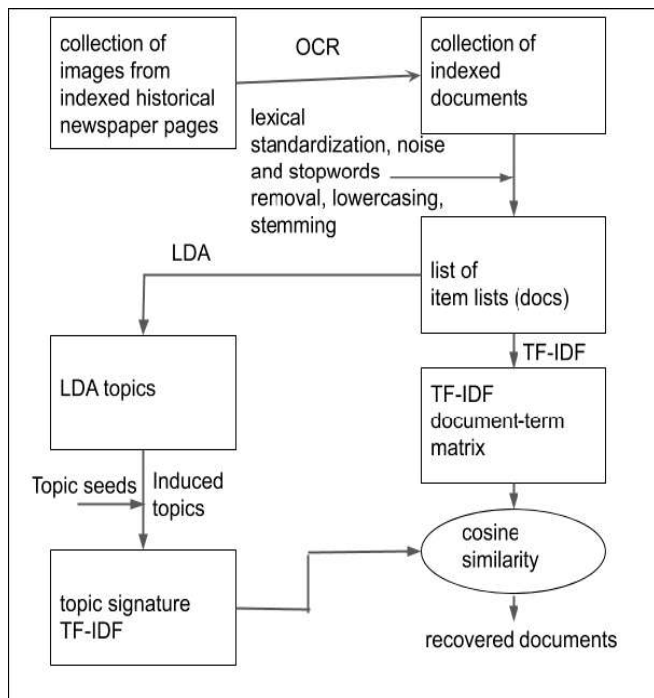 collection of
images from
indexed historical
newspaper pages
OCR
collection of
indexed
documents
lexical
standardization, noise
and stopwords
removal, lowercasing,
stemming
LDA
list of
item lists (docs)
TF-IDF
LDA topics
TF-IDF
document-term
matrix
Topic seeds
Induced
topics
cosine
similarity
topic signature
TF-IDF
recovered documents